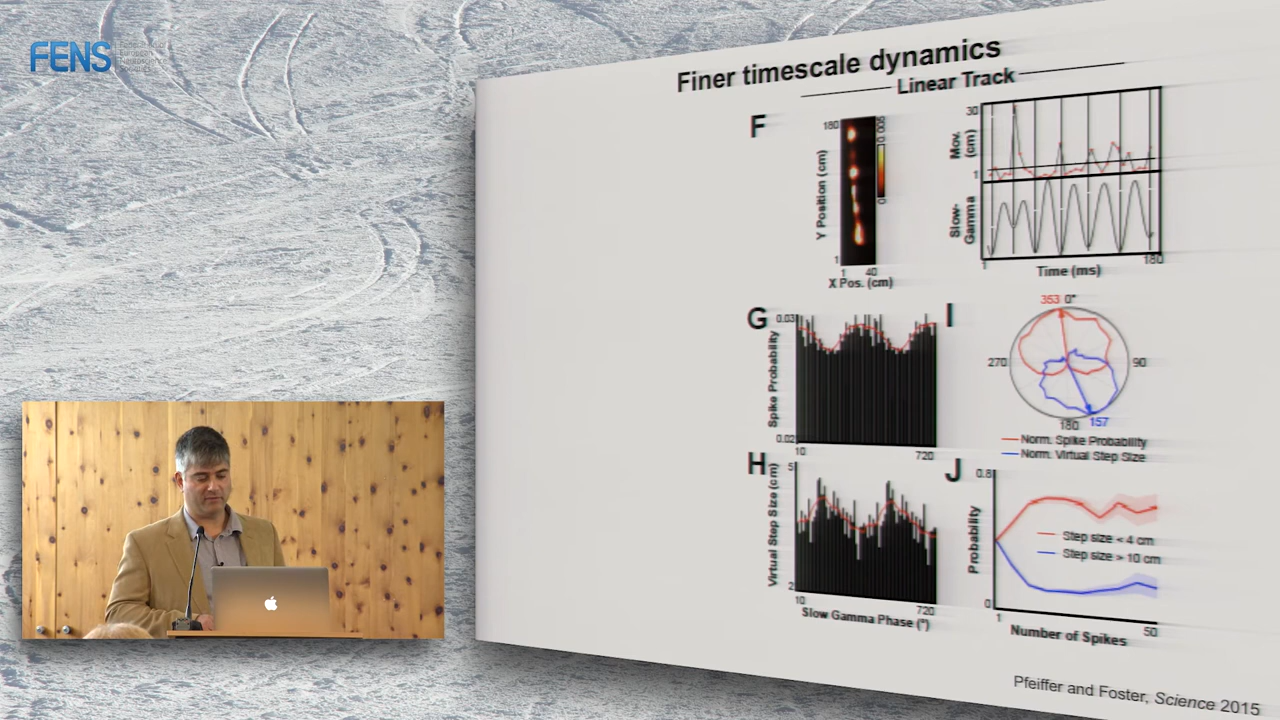 FENS
Finer timescale dynamics
Linear Track
F
180
Y Position (cm)
1
1 40
X Pos. (cm)
0.005
0
30
Mov. (cm)
1
Slow-Gamma
1 180
Time (ms)
G
0.03
Spike Probability
0.02
10 720
H
5
Virtual Step Size (cm)
2
10 720
Slow Gamma Phase (°)
I
353 0°
270 90
180 157
Norm. Spike Probability
Norm. Virtual Step Size
J
0.8
Probability
Step size < 4 cm
Step size > 10 cm
0
1 50
Number of Spikes
Pfeiffer and Foster, Science 2015